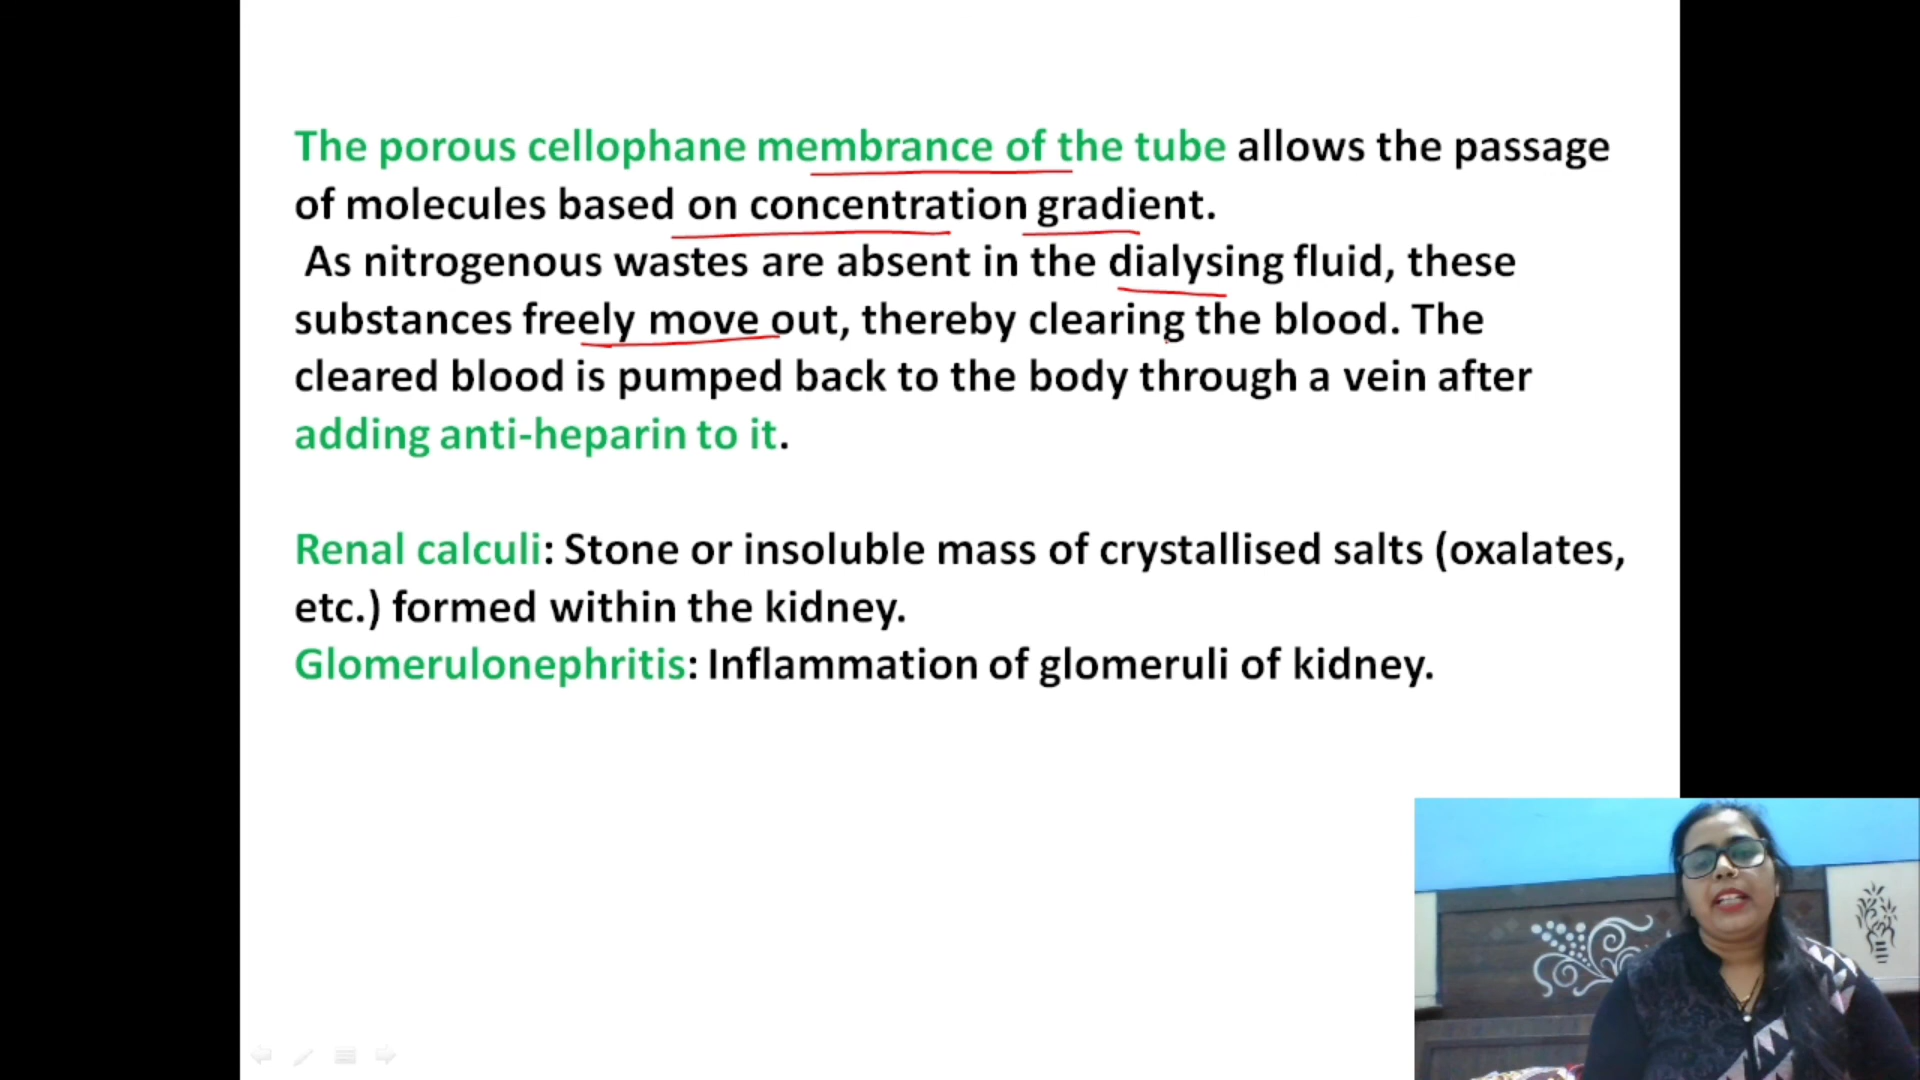 The porous cellophane membrance of the tube allows the passage
of molecules based on concentration gradient.
As nitrogenous wastes are absent in the dialysing fluid, these
substances freely move out, thereby clearing the blood. The
cleared blood is pumped back to the body through a vein after
adding anti-heparin to it.
Renal calculi: Stone or insoluble mass of crystallised salts (oxalates,
etc.) formed within the kidney.
Glomerulonephritis: Inflammation of glomeruli of kidney.